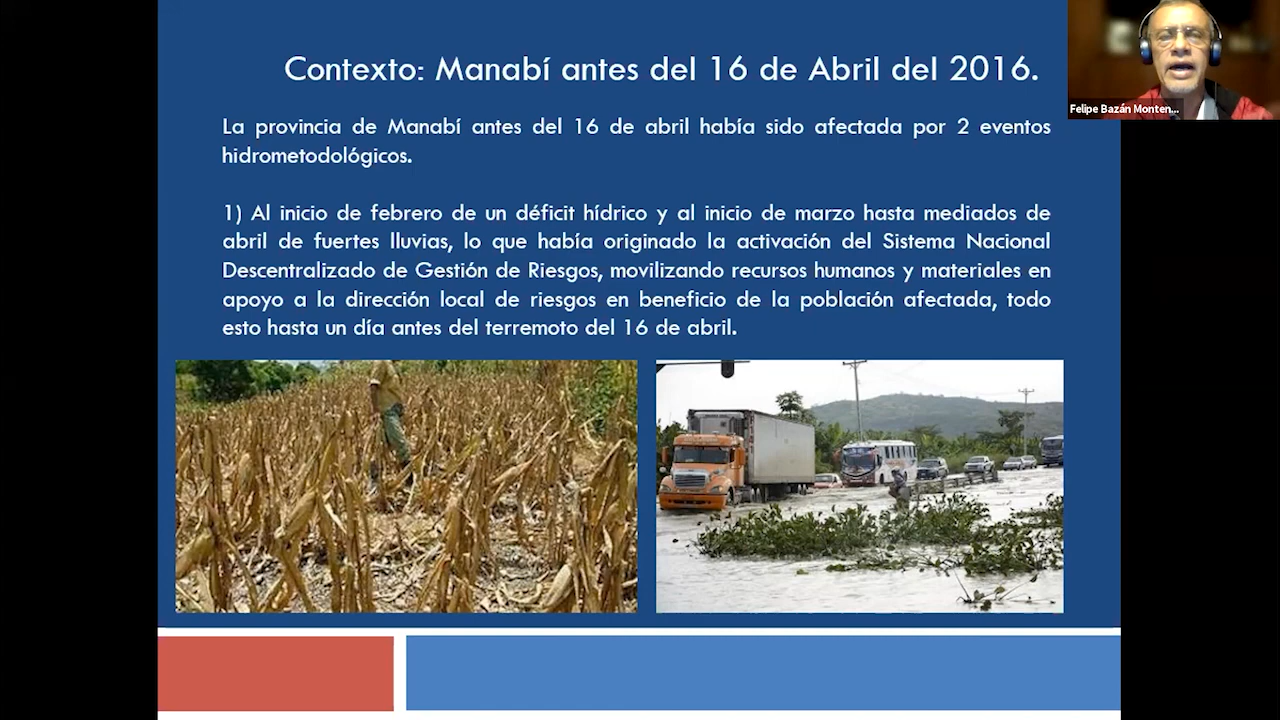 Contexto: Manabí antes del 16 de Abril del 2016.
La provincia de Manabí antes del 16 de abril había sido afectada por 2 eventos
hidrometodológicos.
1) Al inicio de febrero de un déficit hídrico y al inicio de marzo hasta mediados de
abril de fuertes lluvias, lo que había originado la activación del Sistema Nacional
Descentralizado de Gestión de Riesgos, movilizando recursos humanos y materiales en
apoyo a la dirección local de riesgos en beneficio de la población afectada, todo
esto hasta un día antes del terremoto del 16 de abril.
Felipe Bazán Monten...